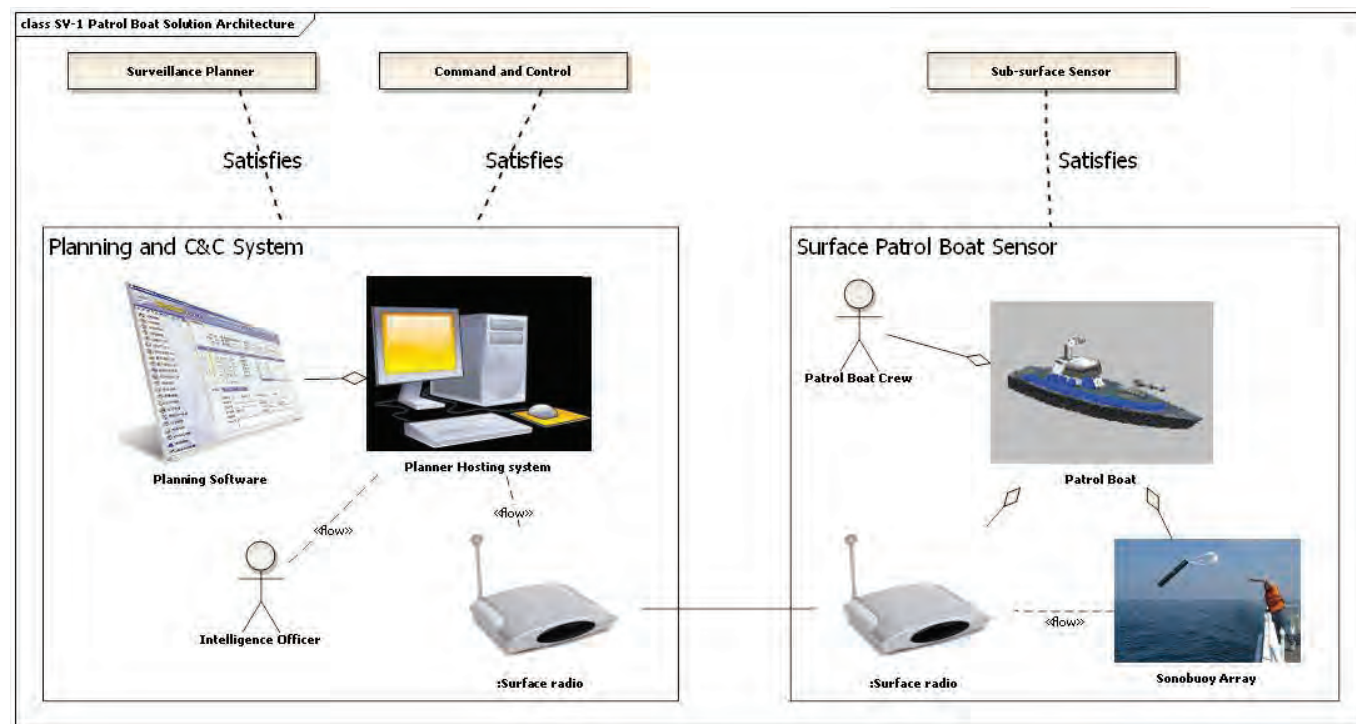 class SV-1 Patrol Boat Solution Architecture
Surveillance Planner
Command and Control
Sub-surface Sensor
Satisfies
Satisfies
Satisfies
Planning and C&C System
Surface Patrol Boat Sensor
Patrol Boat Crew
Planning Software
Planner Hosting system
Patrol Boat
«flow»
«flow»
Intelligence Officer
:Surface radio
«flow»
:Surface radio
Sonobuoy Array